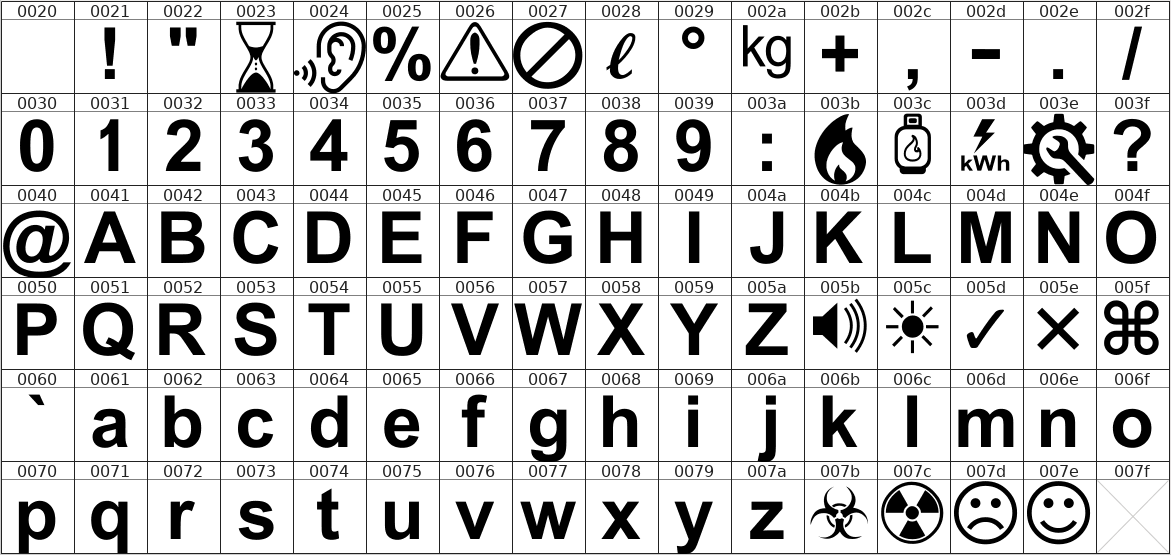 0020 0021 0022 0023 0024 0025 0026 0027 0028 0029 002a 002b 002c 002d 002e 002f
! " % ℓ ° kg + , - . /
0030 0031 0032 0033 0034 0035 0036 0037 0038 0039 003a 003b 003c 003d 003e 003f
0 1 2 3 4 5 6 7 8 9 : kWh ?
0040 0041 0042 0043 0044 0045 0046 0047 0048 0049 004a 004b 004c 004d 004e 004f
@ A B C D E F G H I J K L M N O
0050 0051 0052 0053 0054 0055 0056 0057 0058 0059 005a 005b 005c 005d 005e 005f
P Q R S T U V W X Y Z ☀ ✓ ✕ ⌘
0060 0061 0062 0063 0064 0065 0066 0067 0068 0069 006a 006b 006c 006d 006e 006f
` a b c d e f g h i j k l m n o
0070 0071 0072 0073 0074 0075 0076 0077 0078 0079 007a 007b 007c 007d 007e 007f
p q r s t u v w x y z ☣ ☢ ☹ ☺